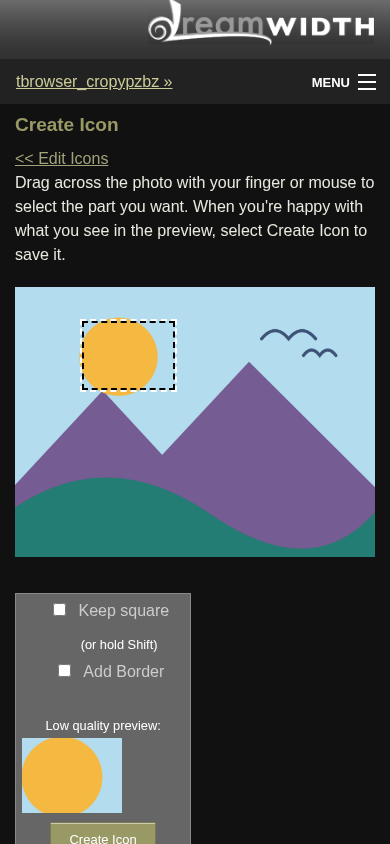 dreamWIDTH
tbrowser_cropypzbz »
MENU
Create Icon
<< Edit Icons
Drag across the photo with your finger or mouse to
select the part you want. When you're happy with
what you see in the preview, select Create Icon to
save it.
Keep square
(or hold Shift)
Add Border
Low quality preview:
Create Icon